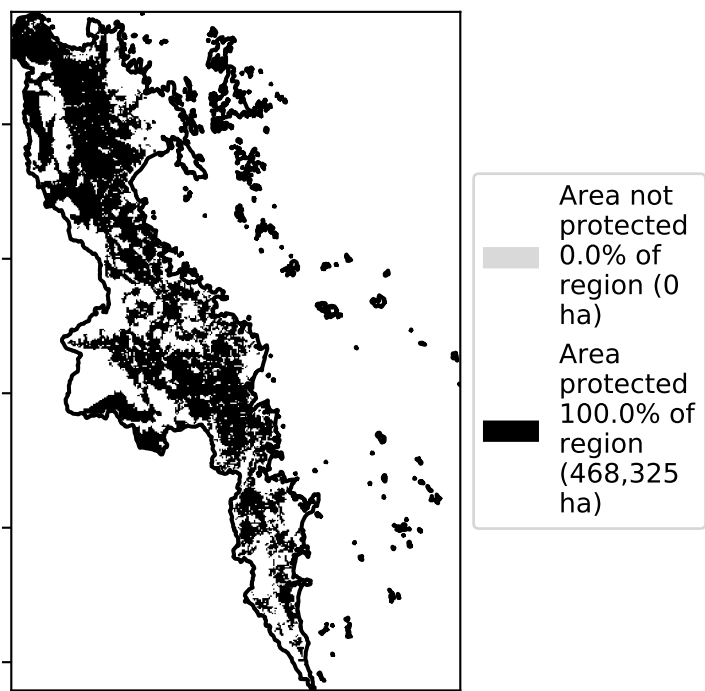 Area not
protected
0.0% of
region (0
ha)
Area
protected
100.0% of
region
(468,325
ha)